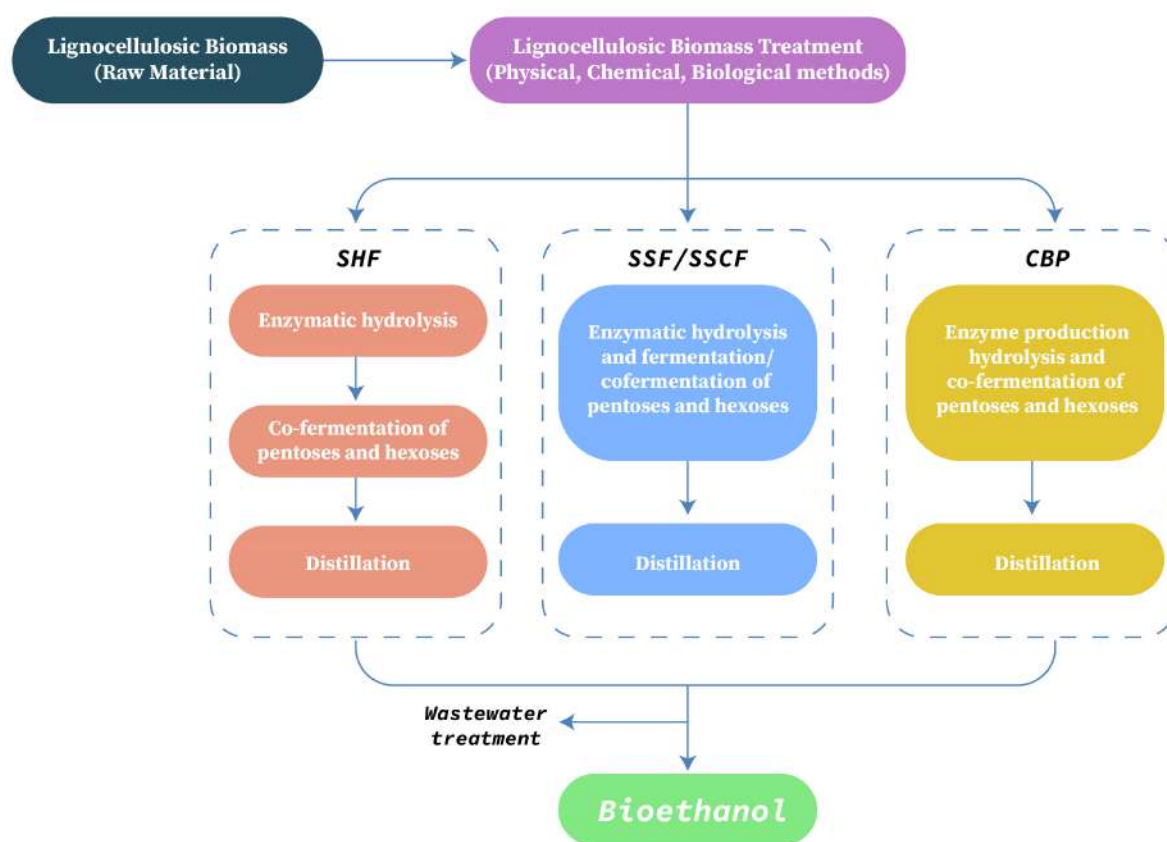 Lignocellulosic Biomass
(Raw Material)
Lignocellulosic Biomass Treatment
(Physical, Chemical, Biological methods)
SHF
Enzymatic hydrolysis
Co-fermentation of
pentoses and hexoses
Distillation
SSF/SSCF
Enzymatic hydrolysis
and fermentation/
cofermentation of
pentoses and hexoses
Distillation
CBP
Enzyme production
hydrolysis and
co-fermentation of
pentoses and hexoses
Distillation
Wastewater
treatment
Bioethanol